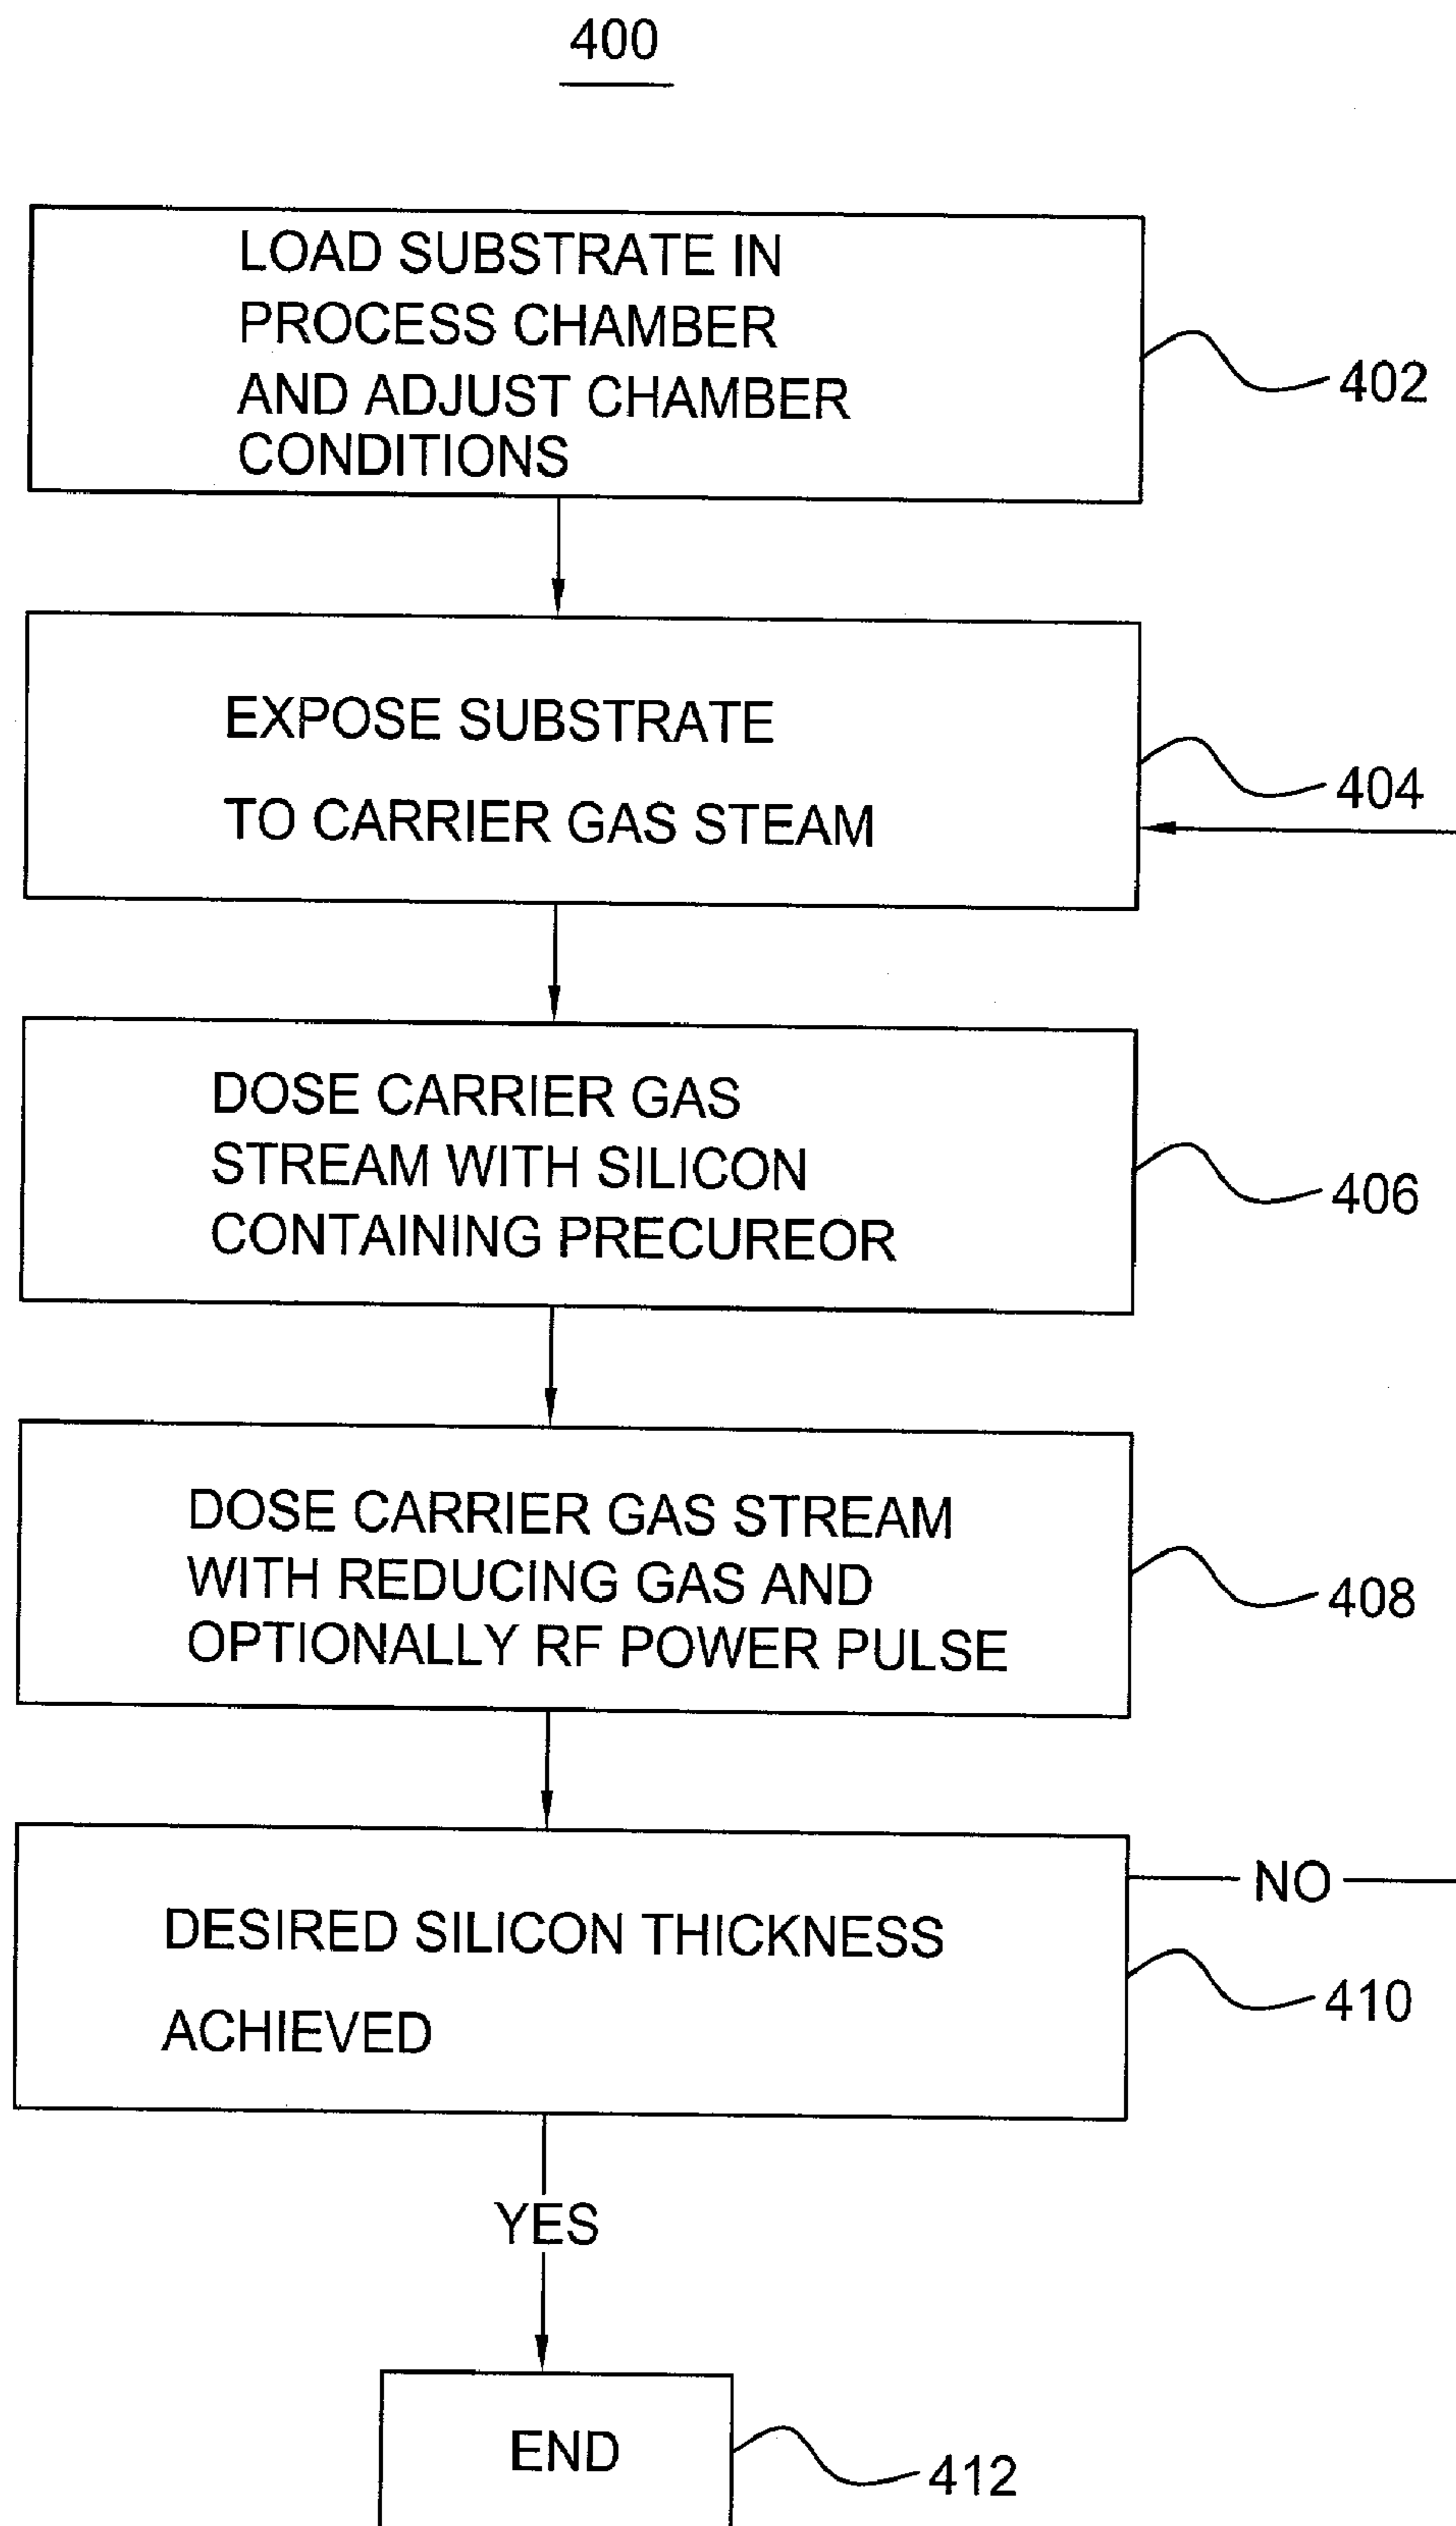 400
LOAD SUBSTRATE IN
PROCESS CHAMBER
AND ADJUST CHAMBER
CONDITIONS
402
EXPOSE SUBSTRATE
TO CARRIER GAS STEAM
404
DOSE CARRIER GAS
STREAM WITH SILICON
CONTAINING PRECUREOR
406
DOSE CARRIER GAS STREAM
WITH REDUCING GAS AND
OPTIONALLY RF POWER PULSE
408
DESIRED SILICON THICKNESS
ACHIEVED
NO
410
YES
END
412